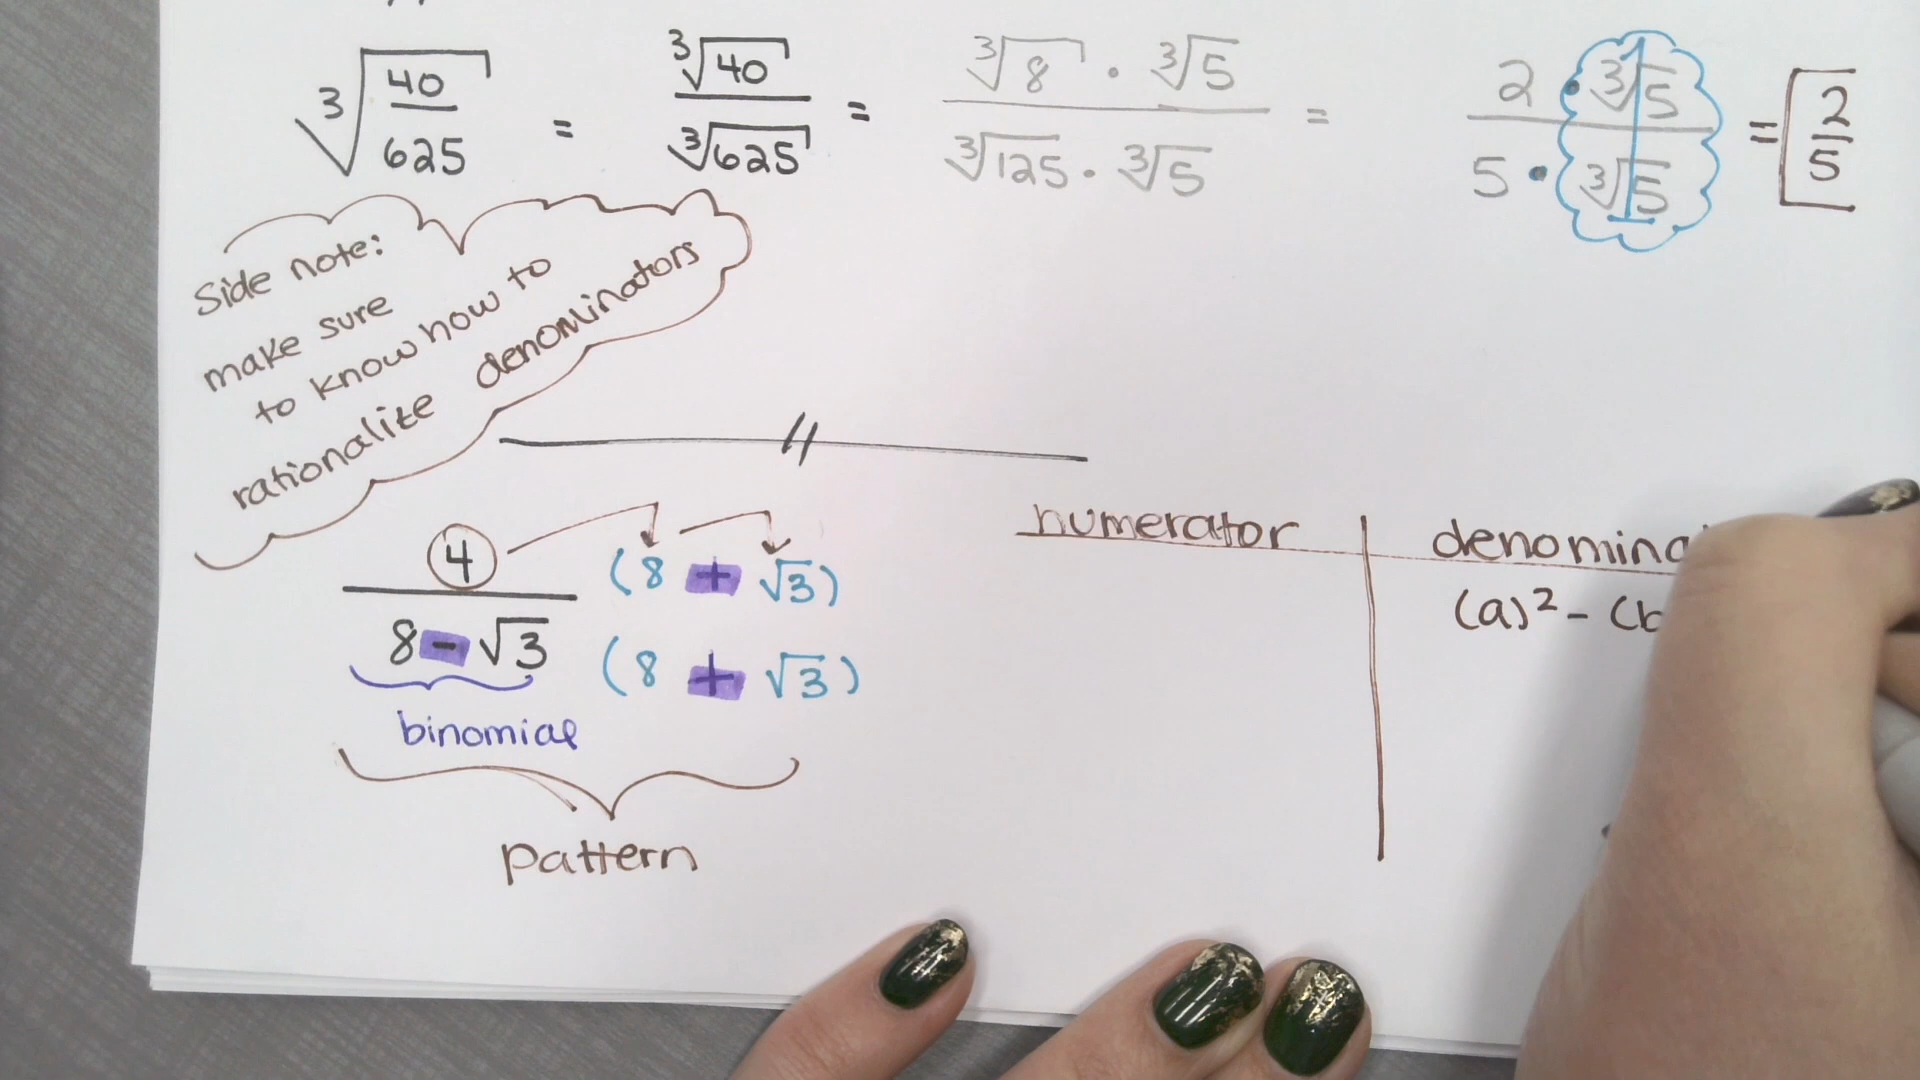 ∛(40/625) = ∛40/∛625 = (∛8 · ∛5)/(∛125 · ∛5) = (2 · ∛5)/(5 · ∛5) = 2/5
Side note:
make sure
to know how to
rationalize denominators
4 (8 + √3)
8 - √3 (8 + √3)
binomial
pattern
numerator
(a)² -